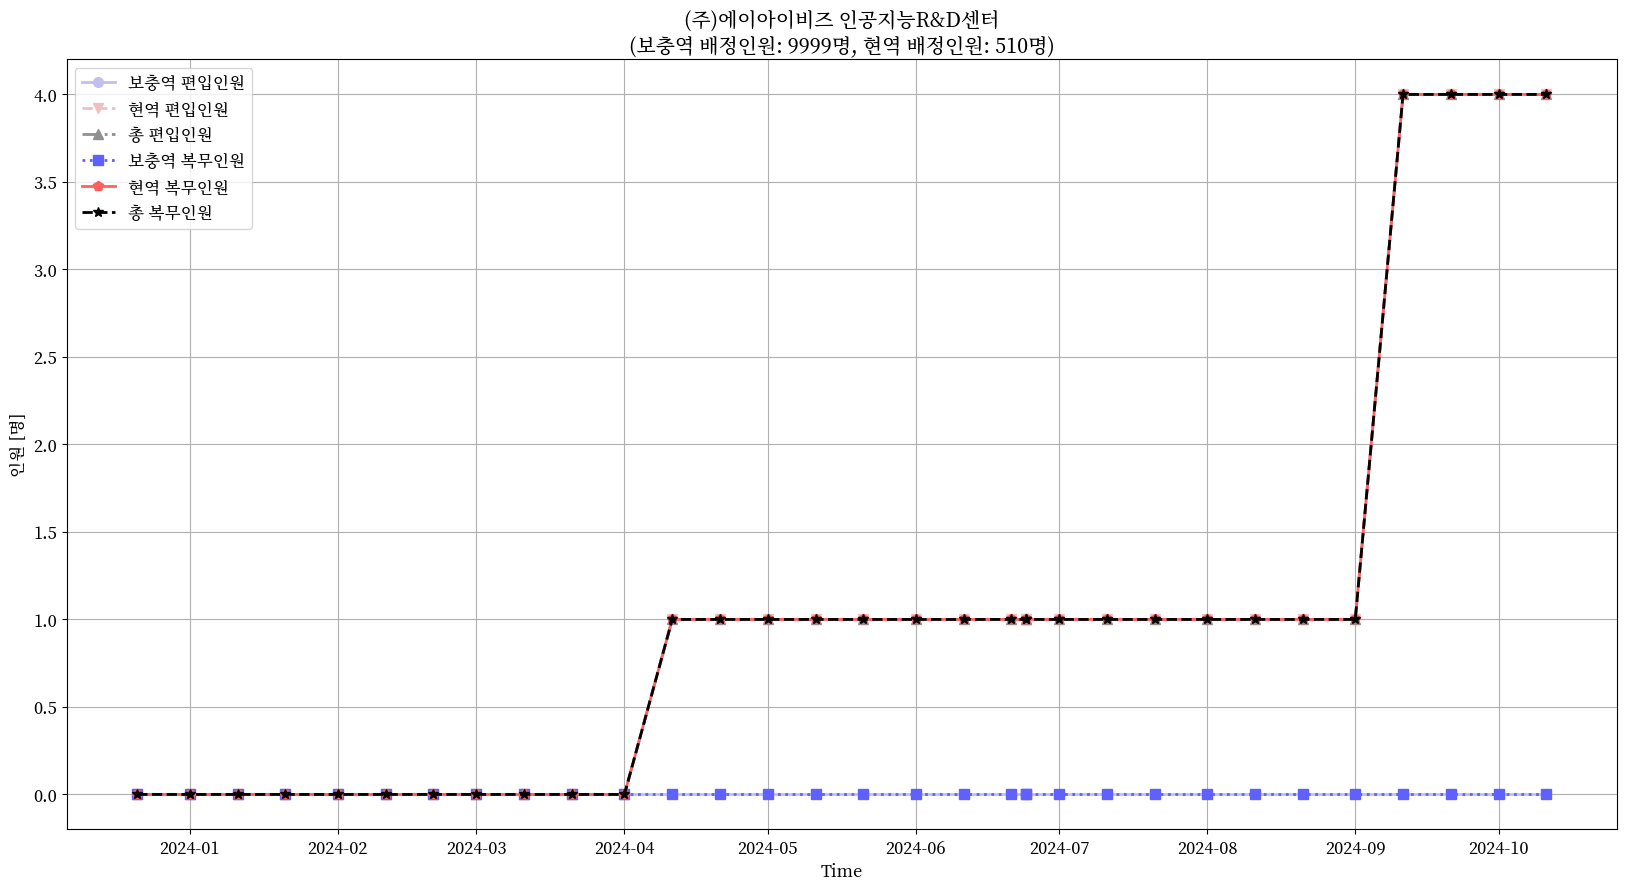 (주)에이아이비즈 인공지능R&D센터
(보충역 배정인원: 9999명, 현역 배정인원: 510명)
보충역 편입인원
현역 편입인원
총 편입인원
보충역 복무인원
현역 복무인원
총 복무인원
4.0
3.5
3.0
2.5
2.0
1.5
1.0
0.5
0.0
인원 [명]
2024-01 2024-02 2024-03 2024-04 2024-05 2024-06 2024-07 2024-08 2024-09 2024-10
Time